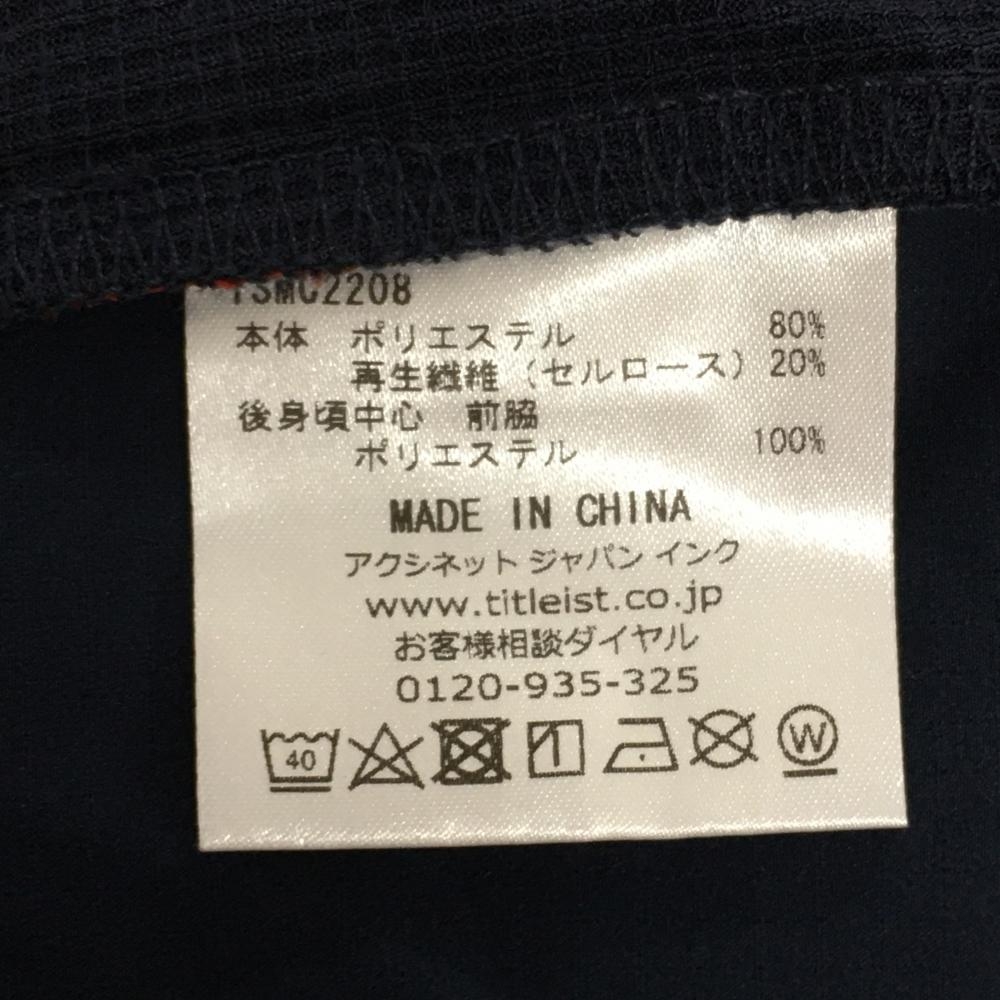 TSMC2208
本体 ポリエステル 80%
再生繊維（セルロース）20%
後身頃中心 前脇
ポリエステル 100%
MADE IN CHINA
アクシネット ジャパン インク
www.titleist.co.jp
お客様相談ダイヤル
0120-935-325
40 W